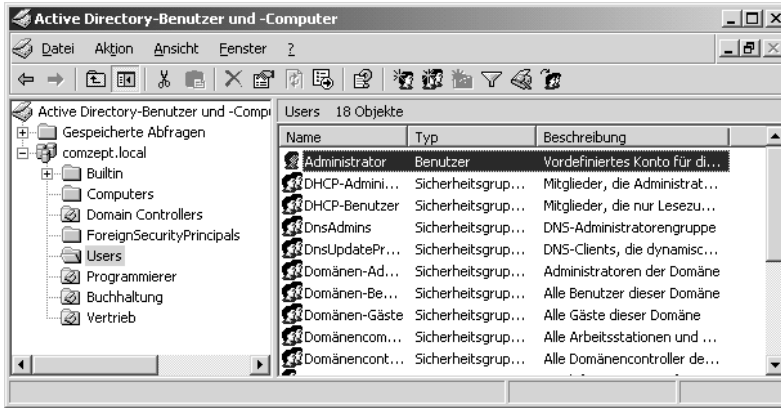 Active Directory-Benutzer und -Computer
Datei Aktion Ansicht Fenster ?
Active Directory-Benutzer und -Compu
Gespeicherte Abfragen
comzept.local
Builtin
Computers
Domain Controllers
ForeignSecurityPrincipals
Users
Programmierer
Buchhaltung
Vertrieb
Users 18 Objekte
Name Typ Beschreibung
Administrator Benutzer Vordefiniertes Konto für di...
DHCP-Admini... Sicherheitsgrup... Mitglieder, die Administrat...
DHCP-Benutzer Sicherheitsgrup... Mitglieder, die nur Lesezu...
DnsAdmins Sicherheitsgrup... DNS-Administratorengruppe
DnsUpdatePr... Sicherheitsgrup... DNS-Clients, die dynamisc...
Domänen-Ad... Sicherheitsgrup... Administratoren der Domäne
Domänen-Be... Sicherheitsgrup... Alle Benutzer dieser Domäne
Domänen-Gäste Sicherheitsgrup... Alle Gäste dieser Domäne
Domänencom... Sicherheitsgrup... Alle Arbeitsstationen und ...
Domänencont... Sicherheitsgrup... Alle Domänencontroller de...